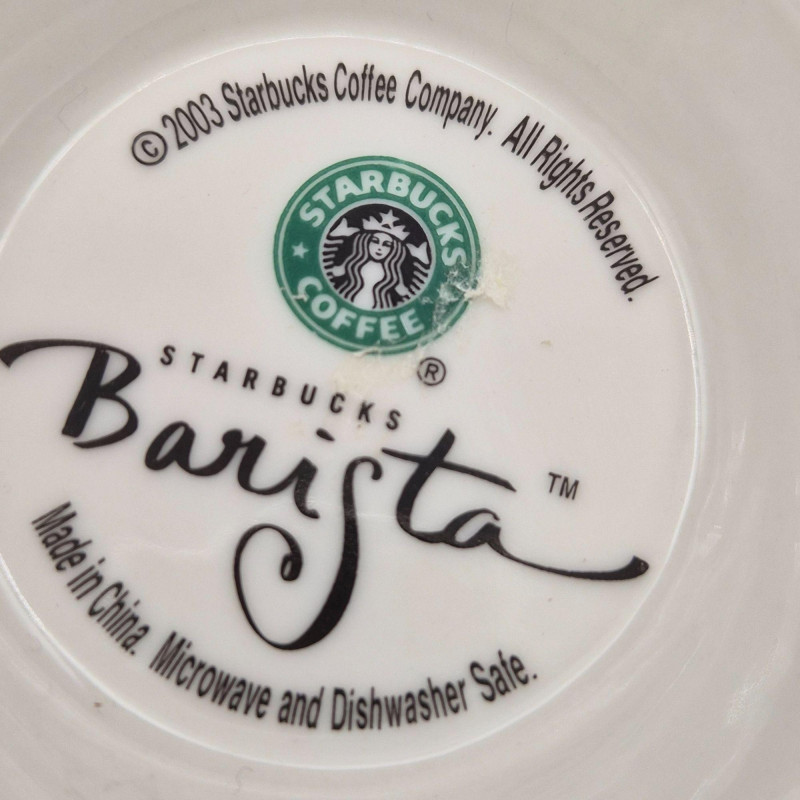 © 2003 Starbucks Coffee Company. All Rights Reserved.
STARBUCKS
COFFEE
®
STARBUCKS
Barista
TM
Made in China. Microwave and Dishwasher Safe.